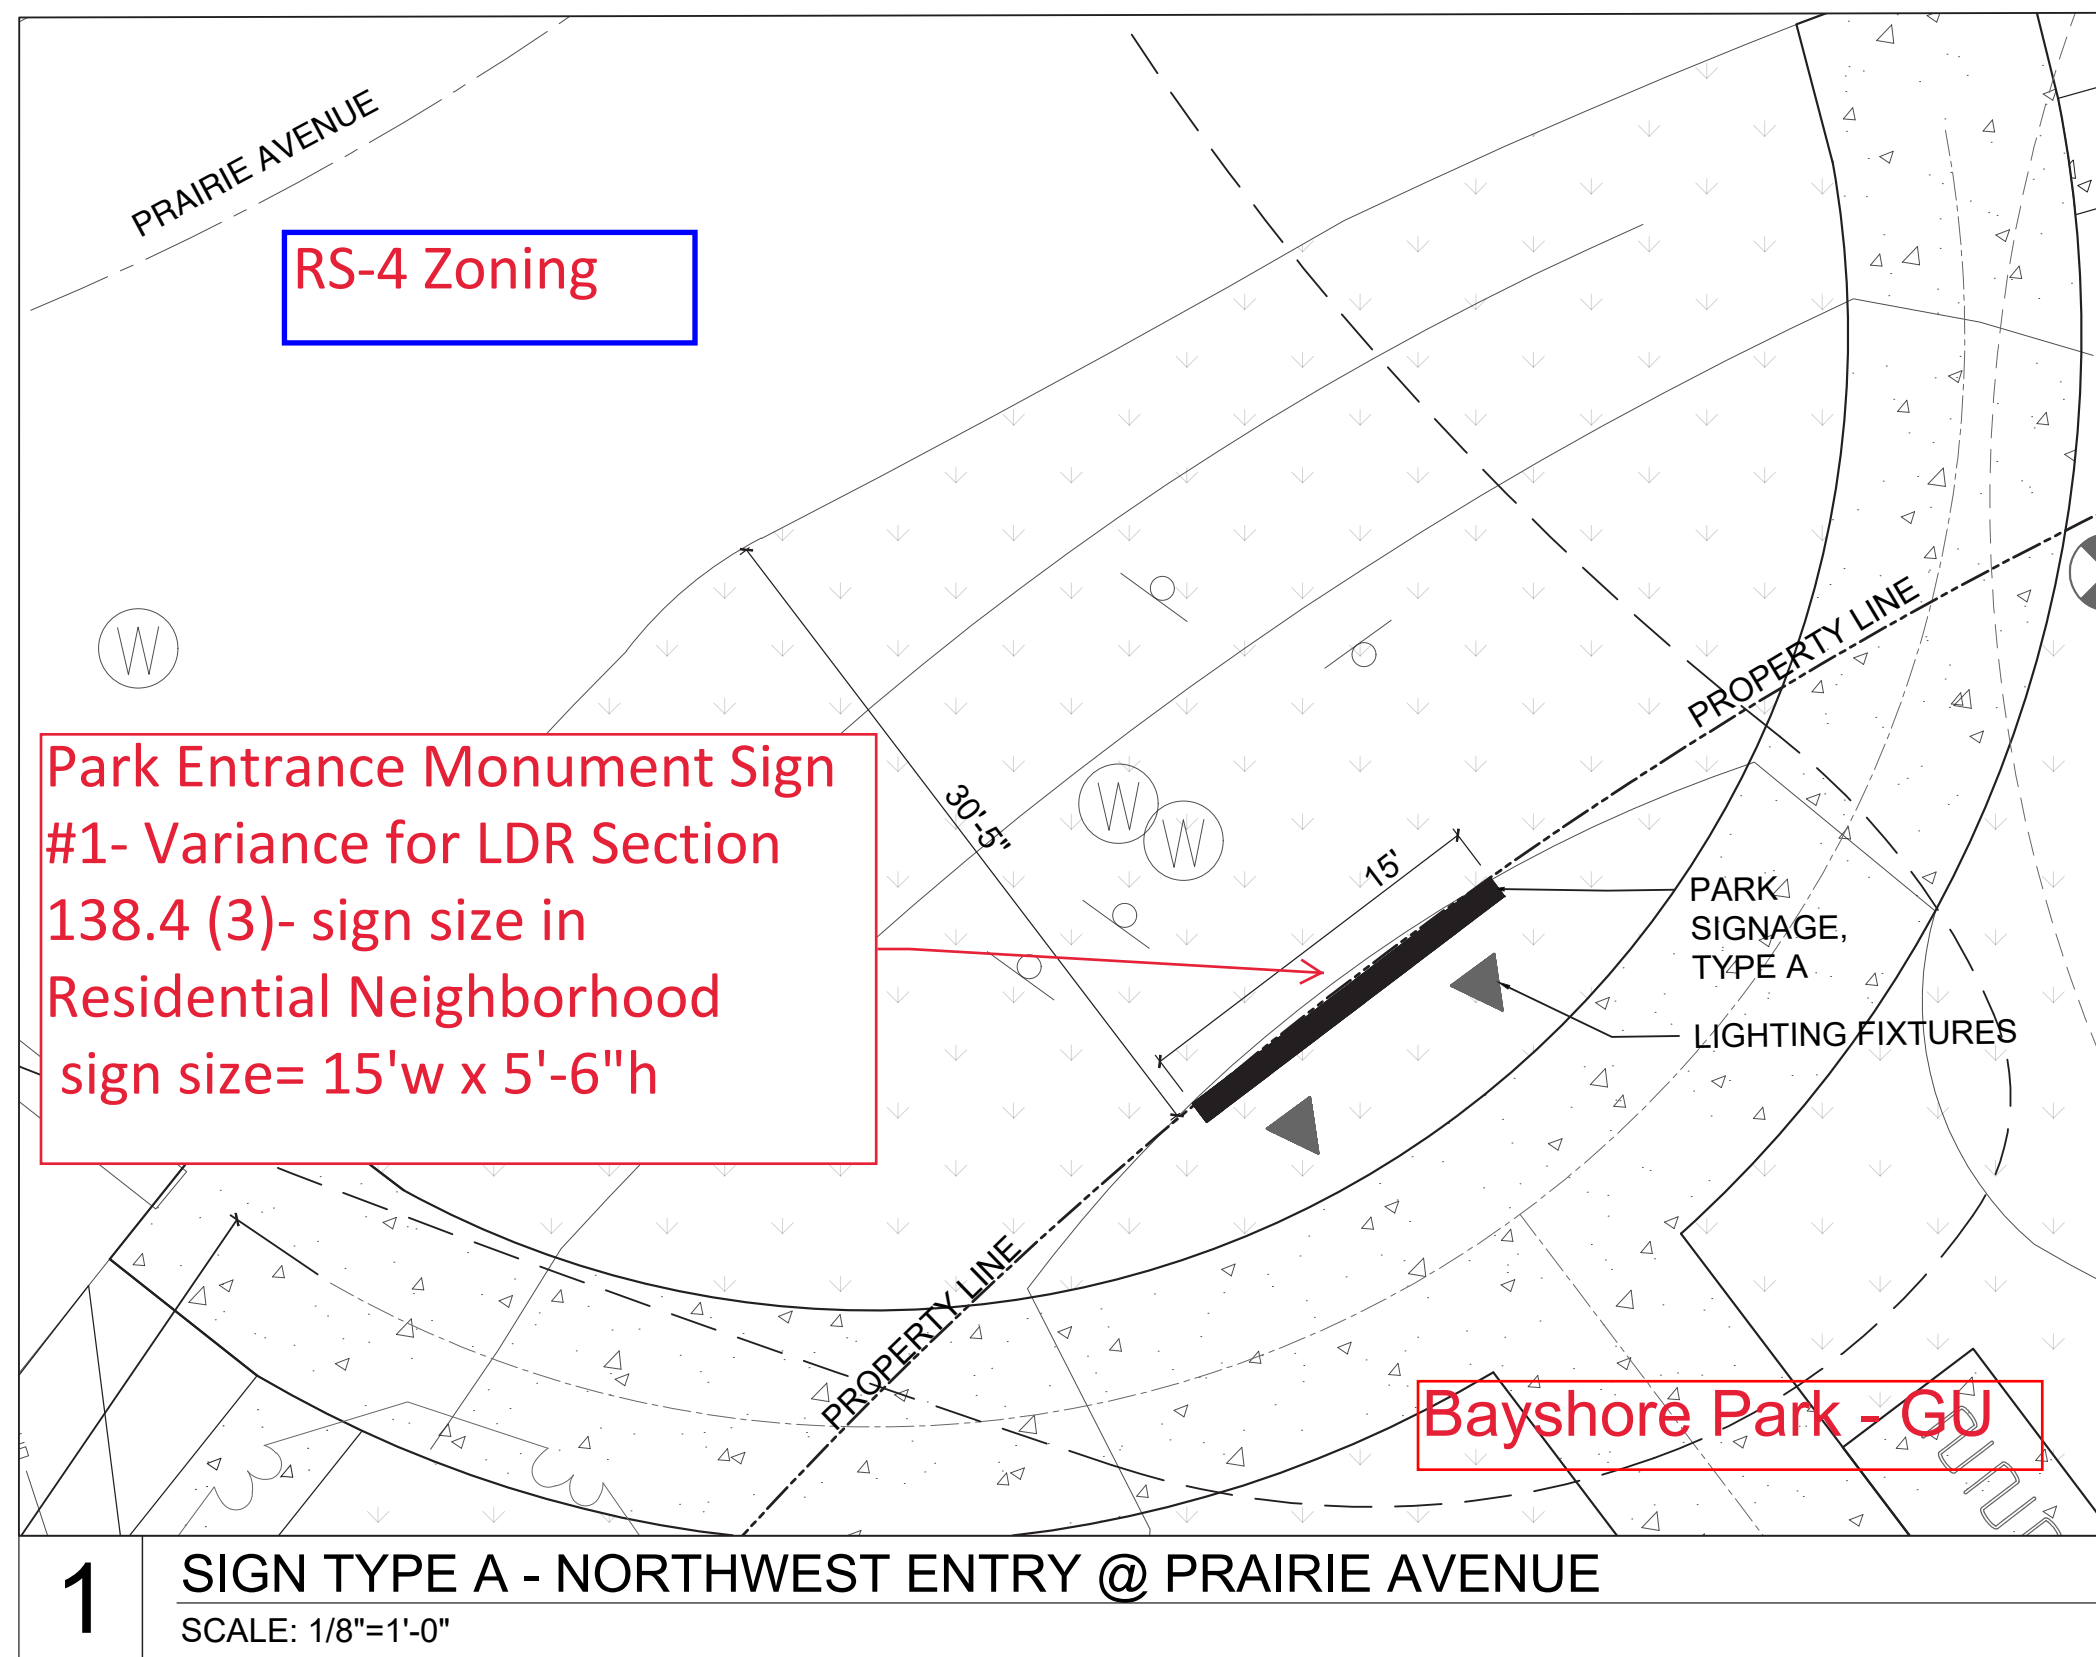 PRAIRIE AVENUE
RS-4 Zoning
W
PROPERTY LINE
Park Entrance Monument Sign
#1- Variance for LDR Section
138.4 (3)- sign size in
Residential Neighborhood
sign size= 15'w x 5'-6"h
30'-5"
W
W
15'
PARK
SIGNAGE,
TYPE A
LIGHTING FIXTURES
PROPERTY LINE
Bayshore Park - GU
1
SIGN TYPE A - NORTHWEST ENTRY @ PRAIRIE AVENUE
SCALE: 1/8"=1'-0"